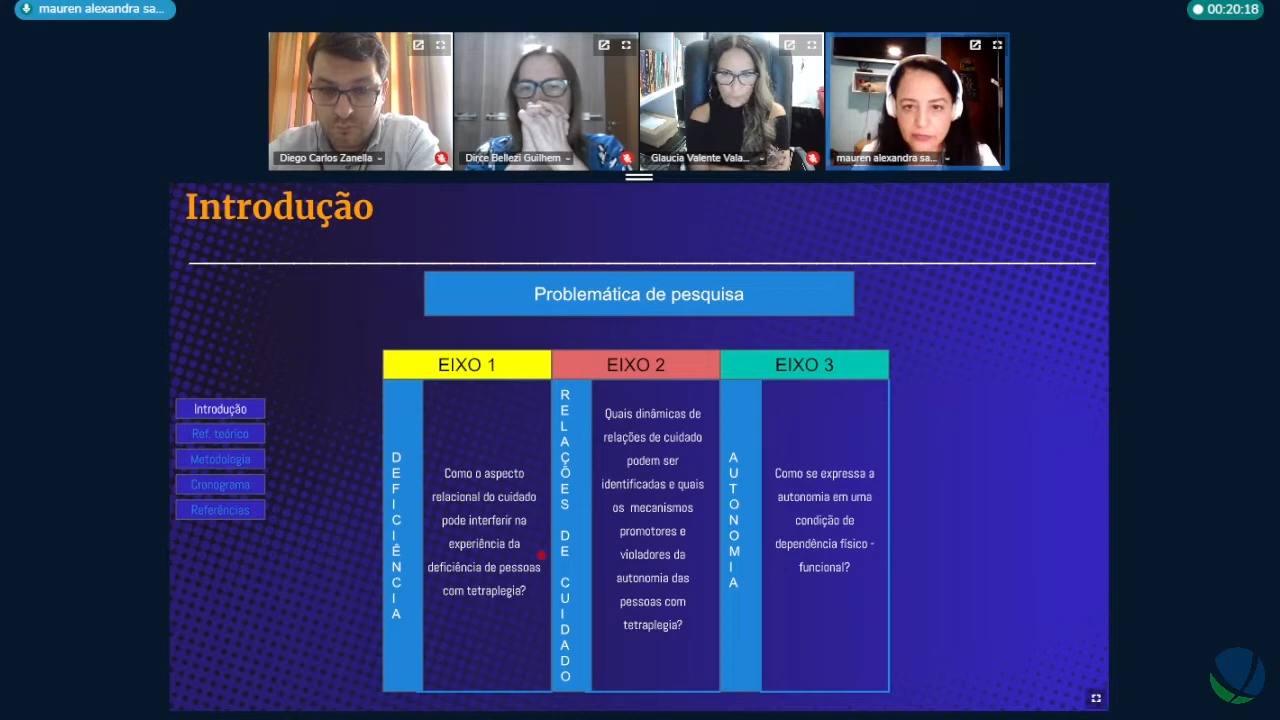 mauren alexandra sa...
00:20:18
Diego Carlos Zanella
Dirce Bellezi Guilhem
Glaucia Valente Vala...
mauren alexandra sa...
Introdução
Problemática de pesquisa
EIXO 1
EIXO 2
EIXO 3
Introdução
Ref. teórico
Metodologia
Cronograma
Referências
DEFICIÊNCIA
Como o aspecto
relacional do cuidado
pode interferir na
experiência da
deficiência de pessoas
com tetraplegia?
RELAÇÕES DE CUIDADO
Quais dinâmicas de
relações de cuidado
podem ser
identificadas e quais
os mecanismos
promotores e
violadores da
autonomia das
pessoas com
tetraplegia?
AUTONOMIA
Como se expressa a
autonomia em uma
condição de
dependência físico -
funcional?